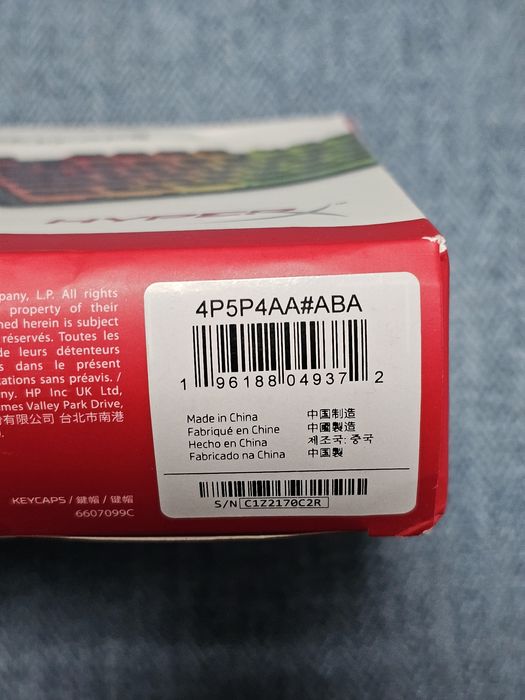 HYPERX
pany, L.P. All rights
property of their
ned herein is subject
réservés. Toutes les
de leurs détenteurs
s dans le présent
cations sans préavis. /
ny. HP Inc UK Ltd,
mes Valley Park Drive,
有限公司 台北市南港
KEYCAPS / 鍵帽 / 键帽
6607099C
4P5P4AA#ABA
1 96188 04937 2
Made in China 中国制造
Fabriqué en Chine 中國製造
Hecho en China 제조국: 중국
Fabricado na China 中国製
S/N C1Z2170C2R